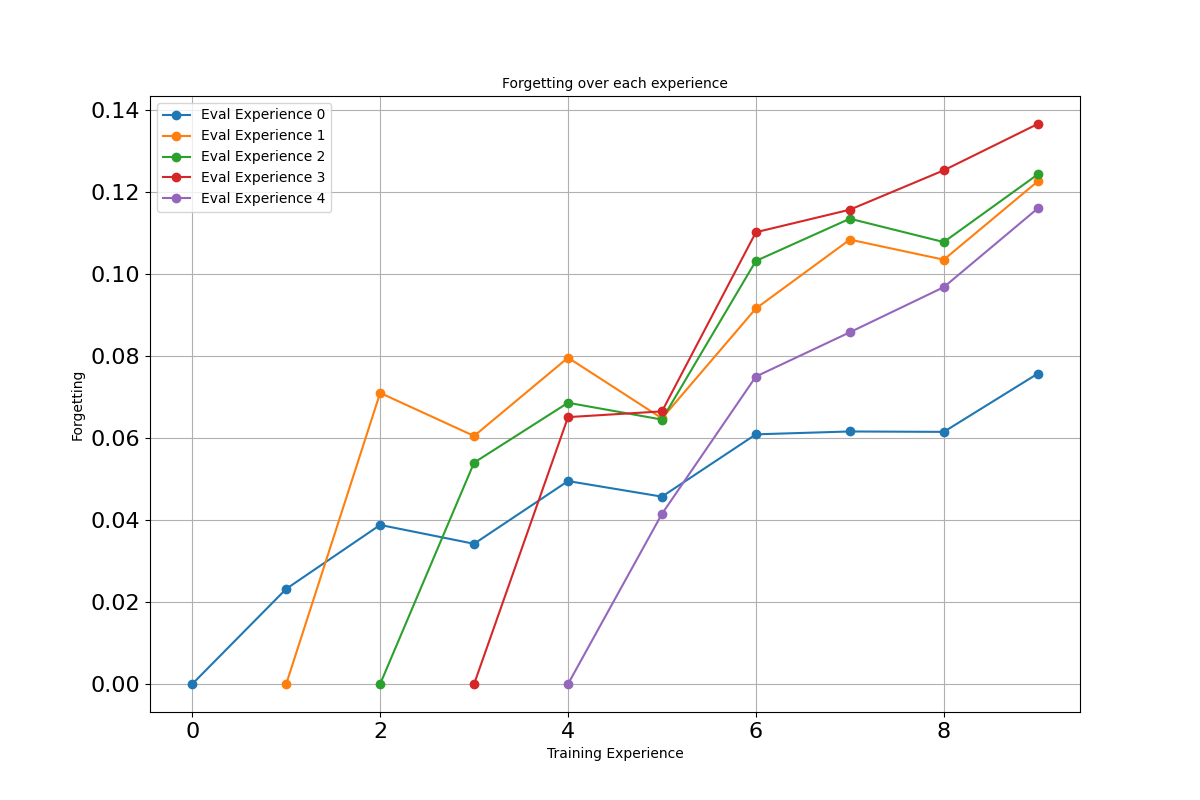 Forgetting over each experience
Eval Experience 0
Eval Experience 1
Eval Experience 2
Eval Experience 3
Eval Experience 4
Forgetting
0.14
0.12
0.10
0.08
0.06
0.04
0.02
0.00
0 2 4 6 8
Training Experience